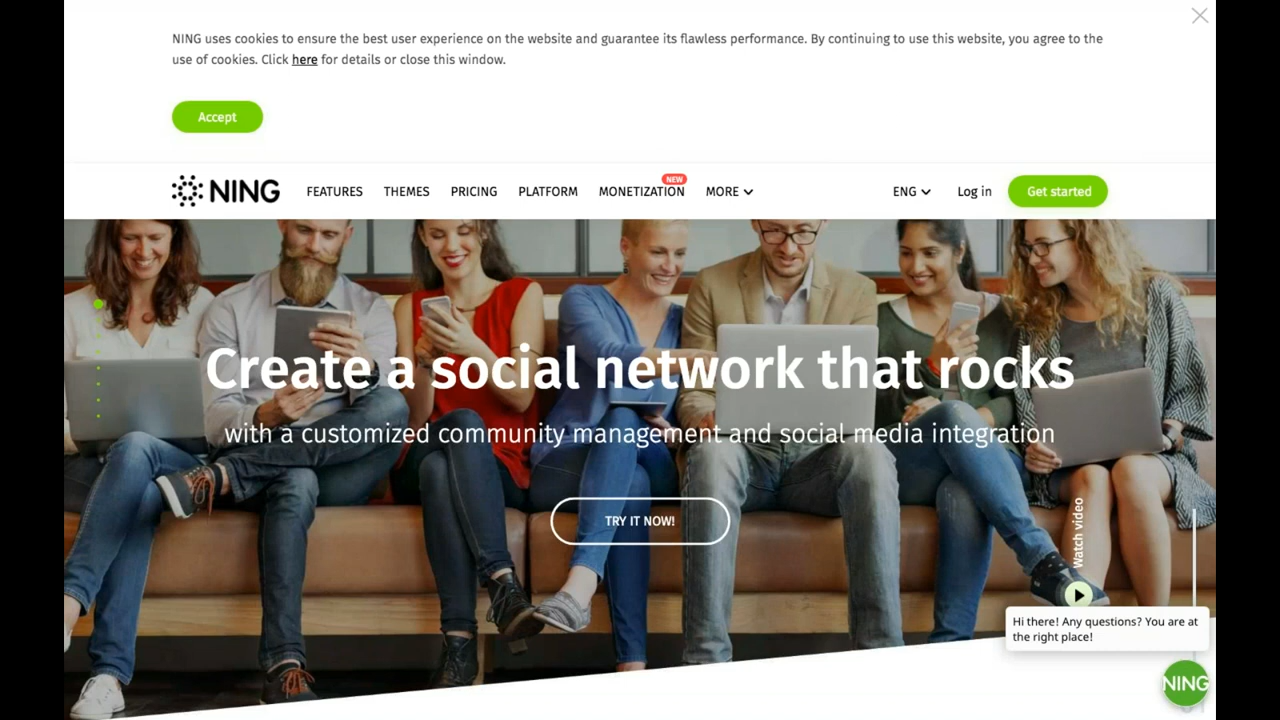 NING uses cookies to ensure the best user experience on the website and guarantee its flawless performance. By continuing to use this website, you agree to the
use of cookies. Click here for details or close this window.
Accept
NING
FEATURES
THEMES
PRICING
PLATFORM
MONETIZATION
NEW
MORE
ENG
Log in
Get started
Create a social network that rocks
with a customized community management and social media integration
TRY IT NOW!
Watch video
Hi there! Any questions? You are at
the right place!
NING